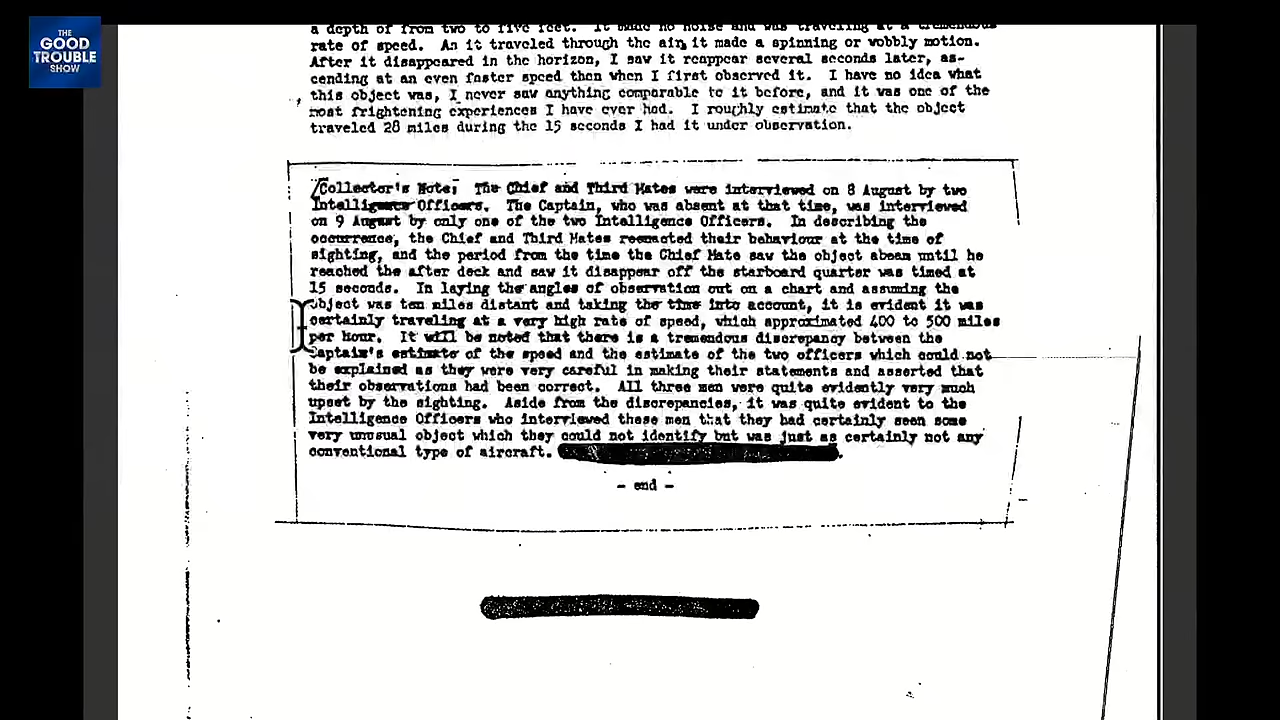 THE
GOOD
TROUBLE
SHOW
a depth of from two to five feet. It made no noise and was traveling at a tremendous
rate of speed. As it traveled through the air, it made a spinning or wobbly motion.
After it disappeared in the horizon, I saw it reappear several seconds later, as-
cending at an even faster speed then when I first observed it. I have no idea what
this object was, I never saw anything comparable to it before, and it was one of the
most frightening experiences I have ever had. I roughly estimate that the object
traveled 28 miles during the 15 seconds I had it under observation.
/Collector's Note: The Chief and Third Mates were interviewed on 8 August by two
Intelligence Officers. The Captain, who was absent at that time, was interviewed
on 9 August by only one of the two Intelligence Officers. In describing the
occurrence, the Chief and Third Mates reenacted their behaviour at the time of
sighting, and the period from the time the Chief Mate saw the object abeam until he
reached the after deck and saw it disappear off the starboard quarter was timed at
15 seconds. In laying the angles of observation out on a chart and assuming the
object was ten miles distant and taking the time into account, it is evident it was
certainly traveling at a very high rate of speed, which approximated 400 to 500 miles
per hour. It will be noted that there is a tremendous discrepancy between the
Captain's estimate of the speed and the estimate of the two officers which could not
be explained as they were very careful in making their statements and asserted that
their observations had been correct. All three men were quite evidently very much
upset by the sighting. Aside from the discrepancies, it was quite evident to the
Intelligence Officers who interviewed these men that they had certainly seen some
very unusual object which they could not identify but was just as certainly not any
conventional type of aircraft.
- end -